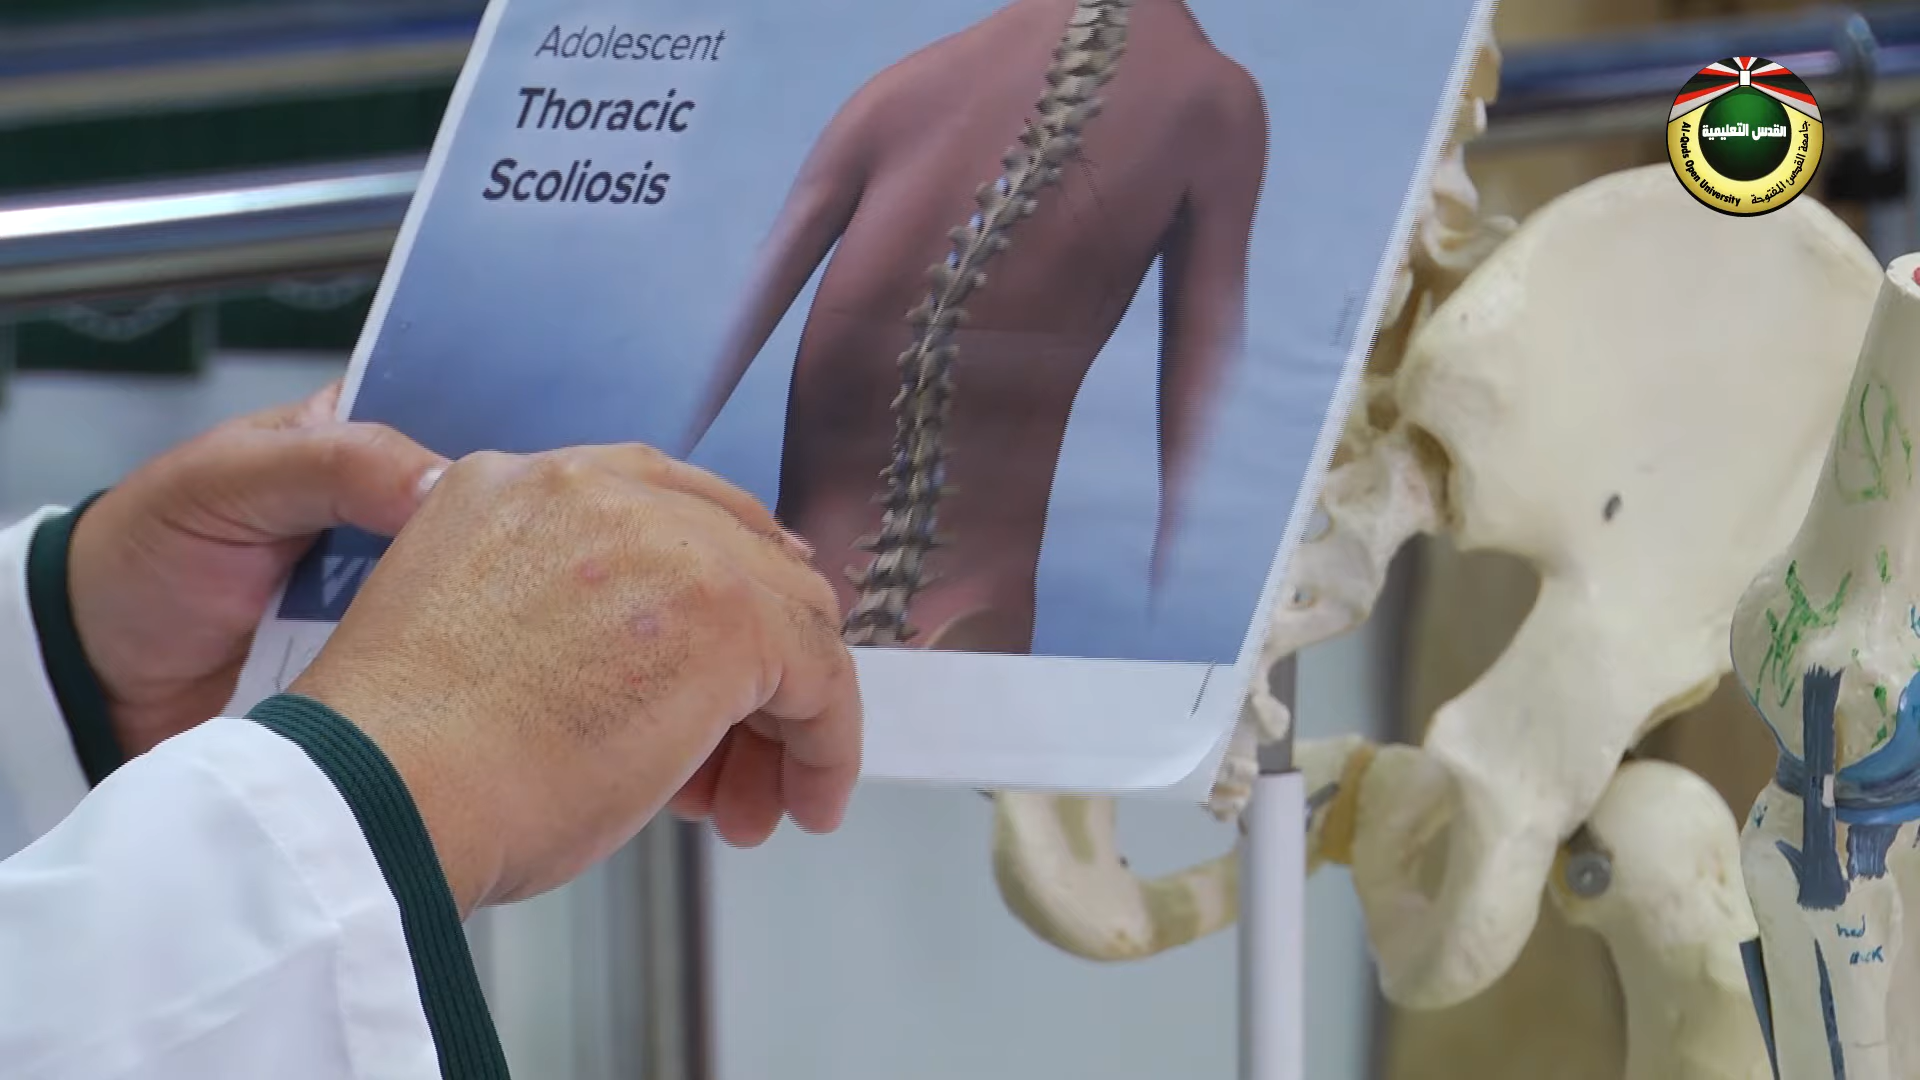 Adolescent
Thoracic
Scoliosis
القدس التعليمية
Al-Quds Open University
جامعة القدس المفتوحة